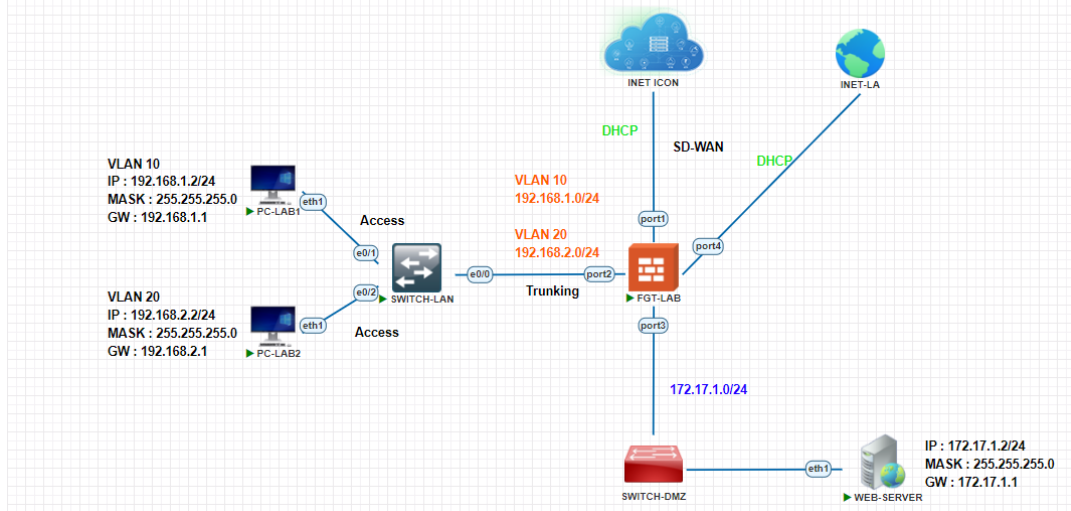 INET ICON
INET-LA
DHCP
SD-WAN
DHCP
VLAN 10
IP : 192.168.1.2/24
MASK : 255.255.255.0
GW : 192.168.1.1
eth1
PC-LAB1
Access
e0/1
VLAN 10
192.168.1.0/24
VLAN 20
192.168.2.0/24
port1
port4
e0/0
port2
Trunking
SWITCH-LAN
FGT-LAB
port3
VLAN 20
IP : 192.168.2.2/24
MASK : 255.255.255.0
GW : 192.168.2.1
e0/2
eth1
PC-LAB2
Access
172.17.1.0/24
SWITCH-DMZ
eth1
WEB-SERVER
IP : 172.17.1.2/24
MASK : 255.255.255.0
GW : 172.17.1.1